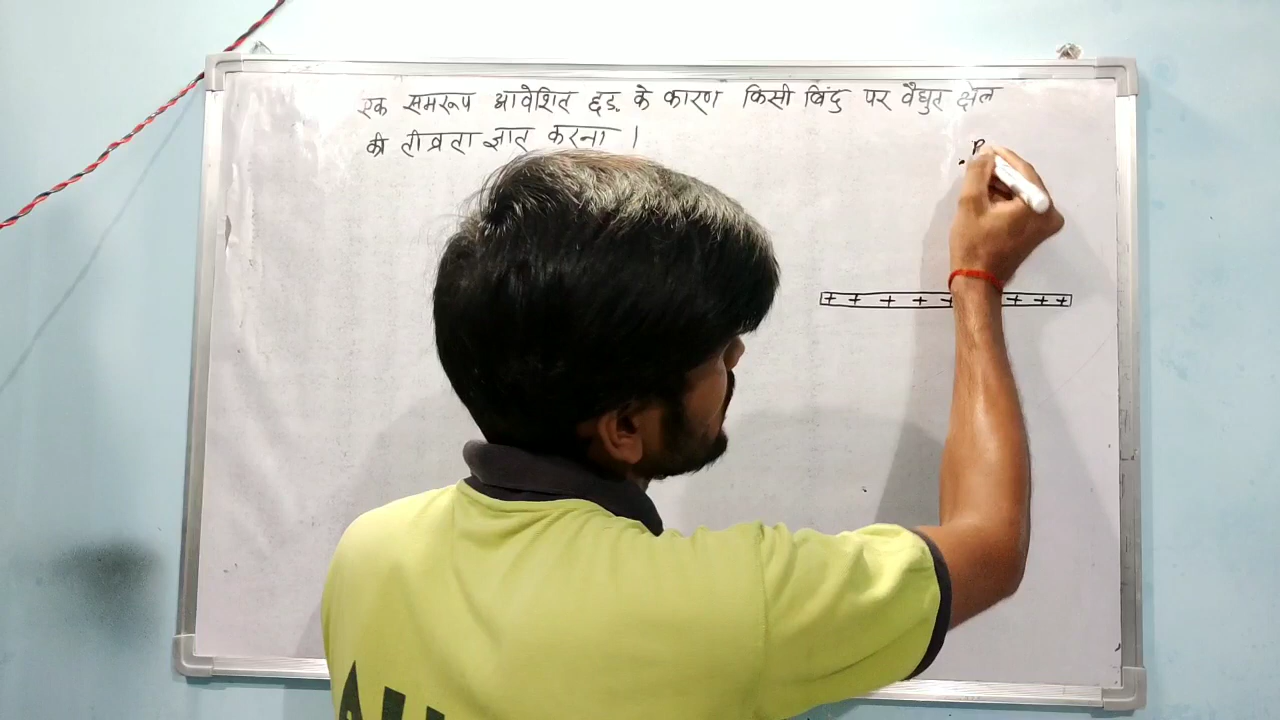 एक समरूप आवेशित छड़ के कारण किसी बिंदु पर वैद्युत क्षेत्र
की तीव्रता ज्ञात करना ।
P
+ + + + + + + +